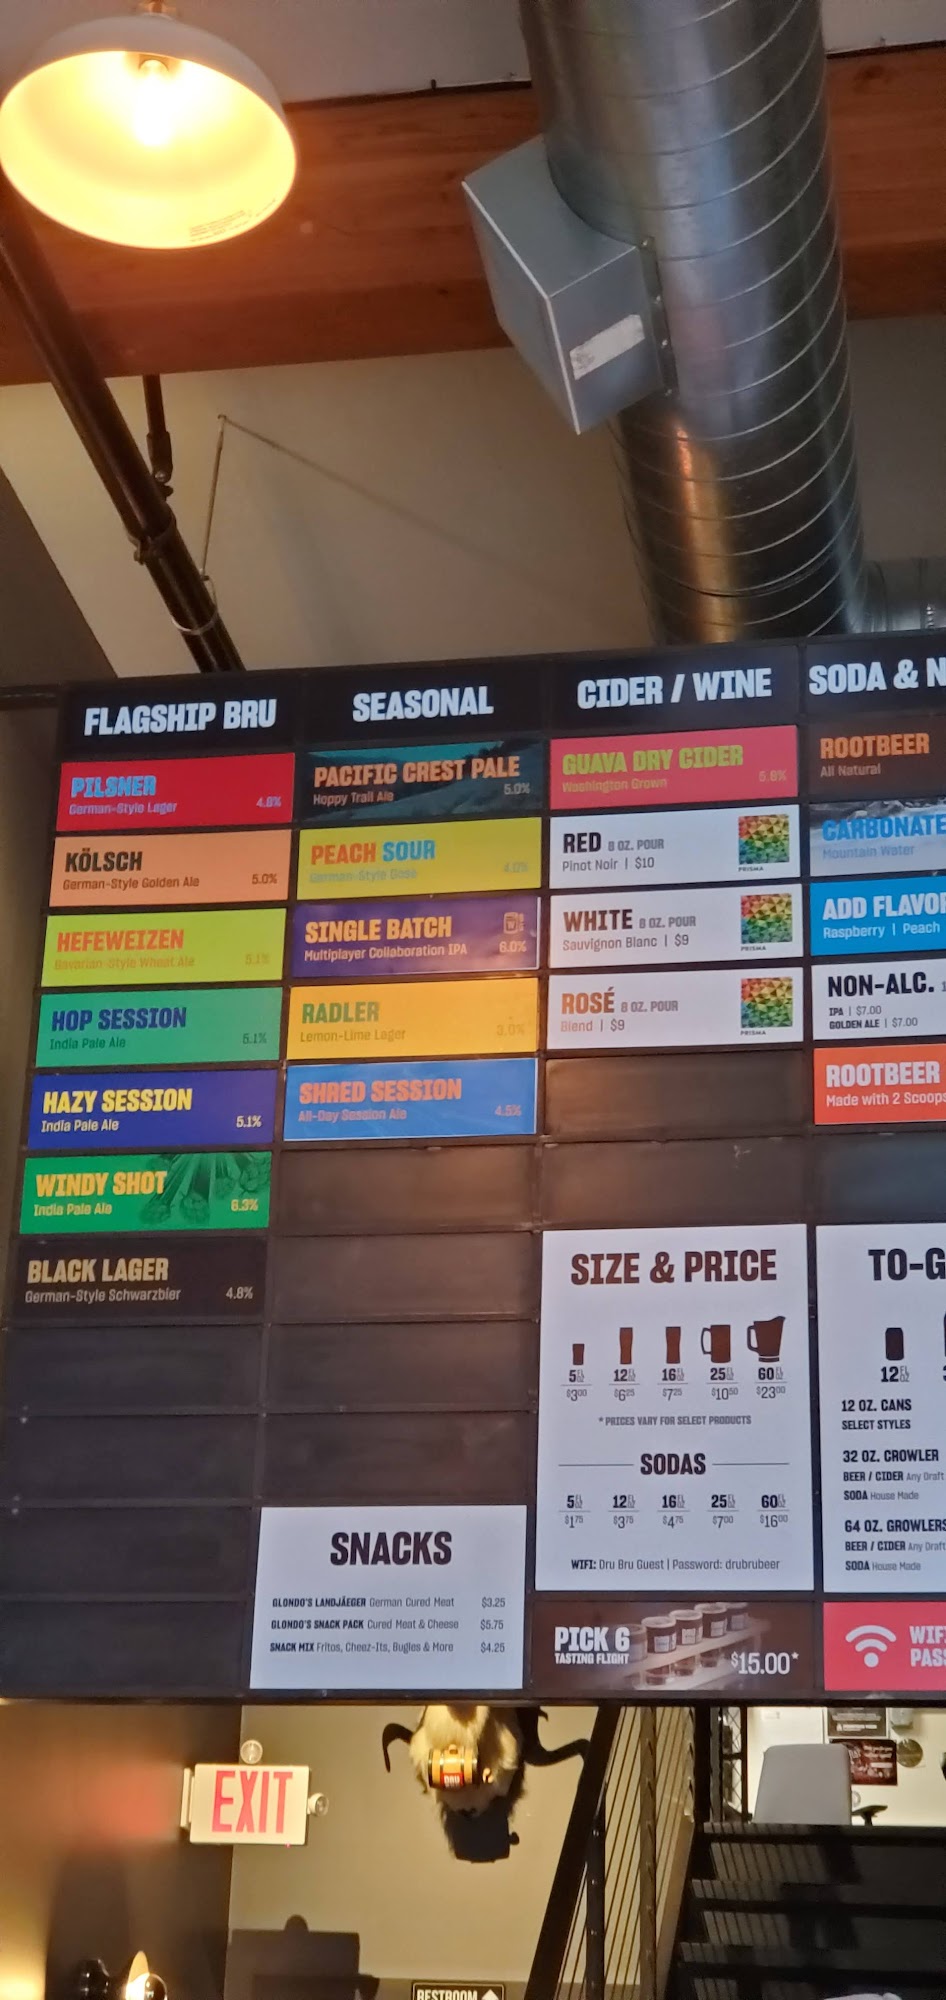 FLAGSHIP BRU
PILSNER
German-Style Lager 4.8%
KÖLSCH
German-Style Golden Ale 5.0%
HEFEWEIZEN
Bavarian-Style Wheat Ale 5.1%
HOP SESSION
India Pale Ale 5.1%
HAZY SESSION
India Pale Ale 5.1%
WINDY SHOT
India Pale Ale 6.3%
BLACK LAGER
German-Style Schwarzbier 4.8%
SEASONAL
PACIFIC CREST PALE
Hoppy Trail Ale 5.0%
PEACH SOUR
German-Style Gose 4.0%
SINGLE BATCH
Multiplayer Collaboration IPA 6.0%
RADLER
Lemon-Lime Lager 3.0%
SHRED SESSION
All-Day Session Ale 4.5%
SNACKS
GLONDO'S LANDJÄEGER German Cured Meat $3.25
GLONDO'S SNACK PACK Cured Meat & Cheese $5.75
SNACK MIX Fritos, Cheez-Its, Bugles & More $4.25
CIDER / WINE
GUAVA DRY CIDER
Washington Grown 5.8%
RED 8 OZ. POUR
Pinot Noir | $10
PRISMA
WHITE 8 OZ. POUR
Sauvignon Blanc | $9
PRISMA
ROSÉ 8 OZ. POUR
Blend | $9
PRISMA
SIZE & PRICE
5 12 16 25 60
$3.00 $6.25 $7.25 $10.50 $23.00
* PRICES VARY FOR SELECT PRODUCTS
SODAS
5 12 16 25 60
$1.75 $3.75 $4.75 $7.00 $16.00
WIFI: Dru Bru Guest | Password: drubrubeer
PICK 6
TASTING FLIGHT
$15.00*
SODA & N
ROOTBEER
All Natural
CARBONATE
Mountain Water
ADD FLAVOR
Raspberry | Peach
NON-ALC. 1
IPA | $7.00
GOLDEN ALE | $7.00
ROOTBEER
Made with 2 Scoops
TO-G
12
12 OZ. CANS
SELECT STYLES
32 OZ. CROWLER
BEER / CIDER Any Draft
SODA House Made
64 OZ. GROWLERS
BEER / CIDER Any Draft
SODA House Made
WIFI
PASS
DRU
EXIT
RESTROOM